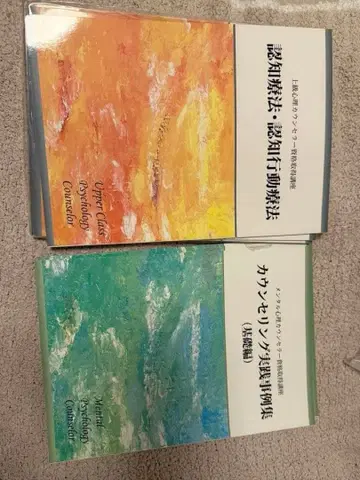 上級心理カウンセラー資格取得講座
認知療法・認知行動療法
Upper Class
(Psychology)
Counselor
メンタル心理カウンセラー資格取得講座
カウンセリング実践事例集
(基礎編)
Mental
(Psychology)
Counselor